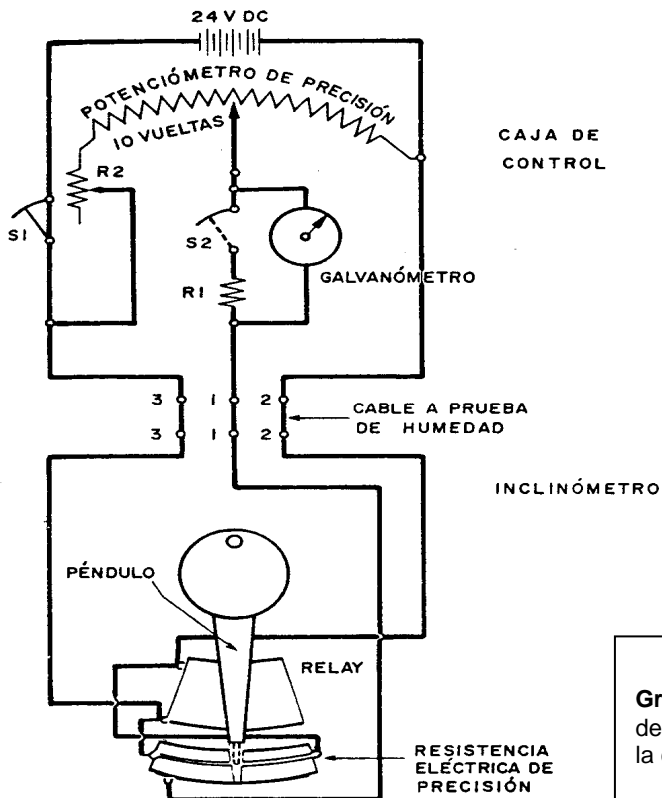 24 V DC
POTENCIÓMETRO DE PRECISIÓN
10 VUELTAS
CAJA DE
CONTROL
R2
S1
S2
GALVANÓMETRO
R1
3 1 2
3 1 2
CABLE A PRUEBA
DE HUMEDAD
INCLINÓMETRO
PÉNDULO
RELAY
RESISTENCIA
ELÉCTRICA DE
PRECISIÓN
Gr
de
la